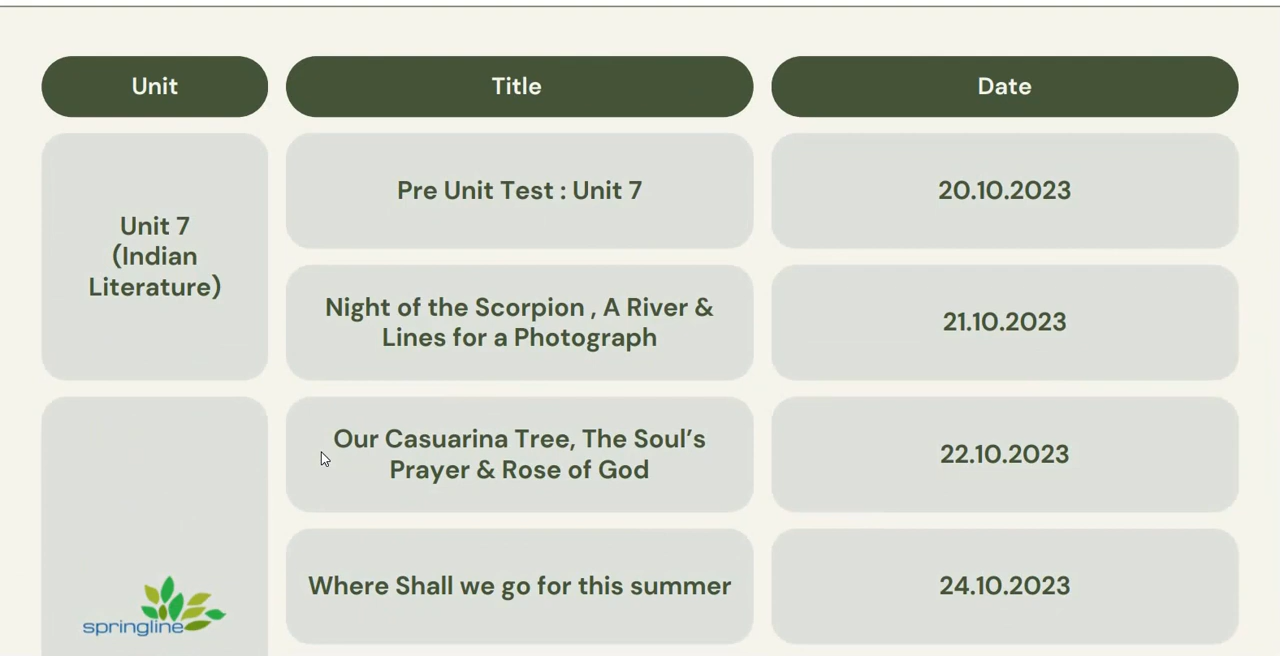 Unit
Title
Date
Unit 7
(Indian
Literature)
Pre Unit Test : Unit 7
20.10.2023
Night of the Scorpion , A River &
Lines for a Photograph
21.10.2023
Our Casuarina Tree, The Soul’s
Prayer & Rose of God
22.10.2023
Where Shall we go for this summer
24.10.2023
springline